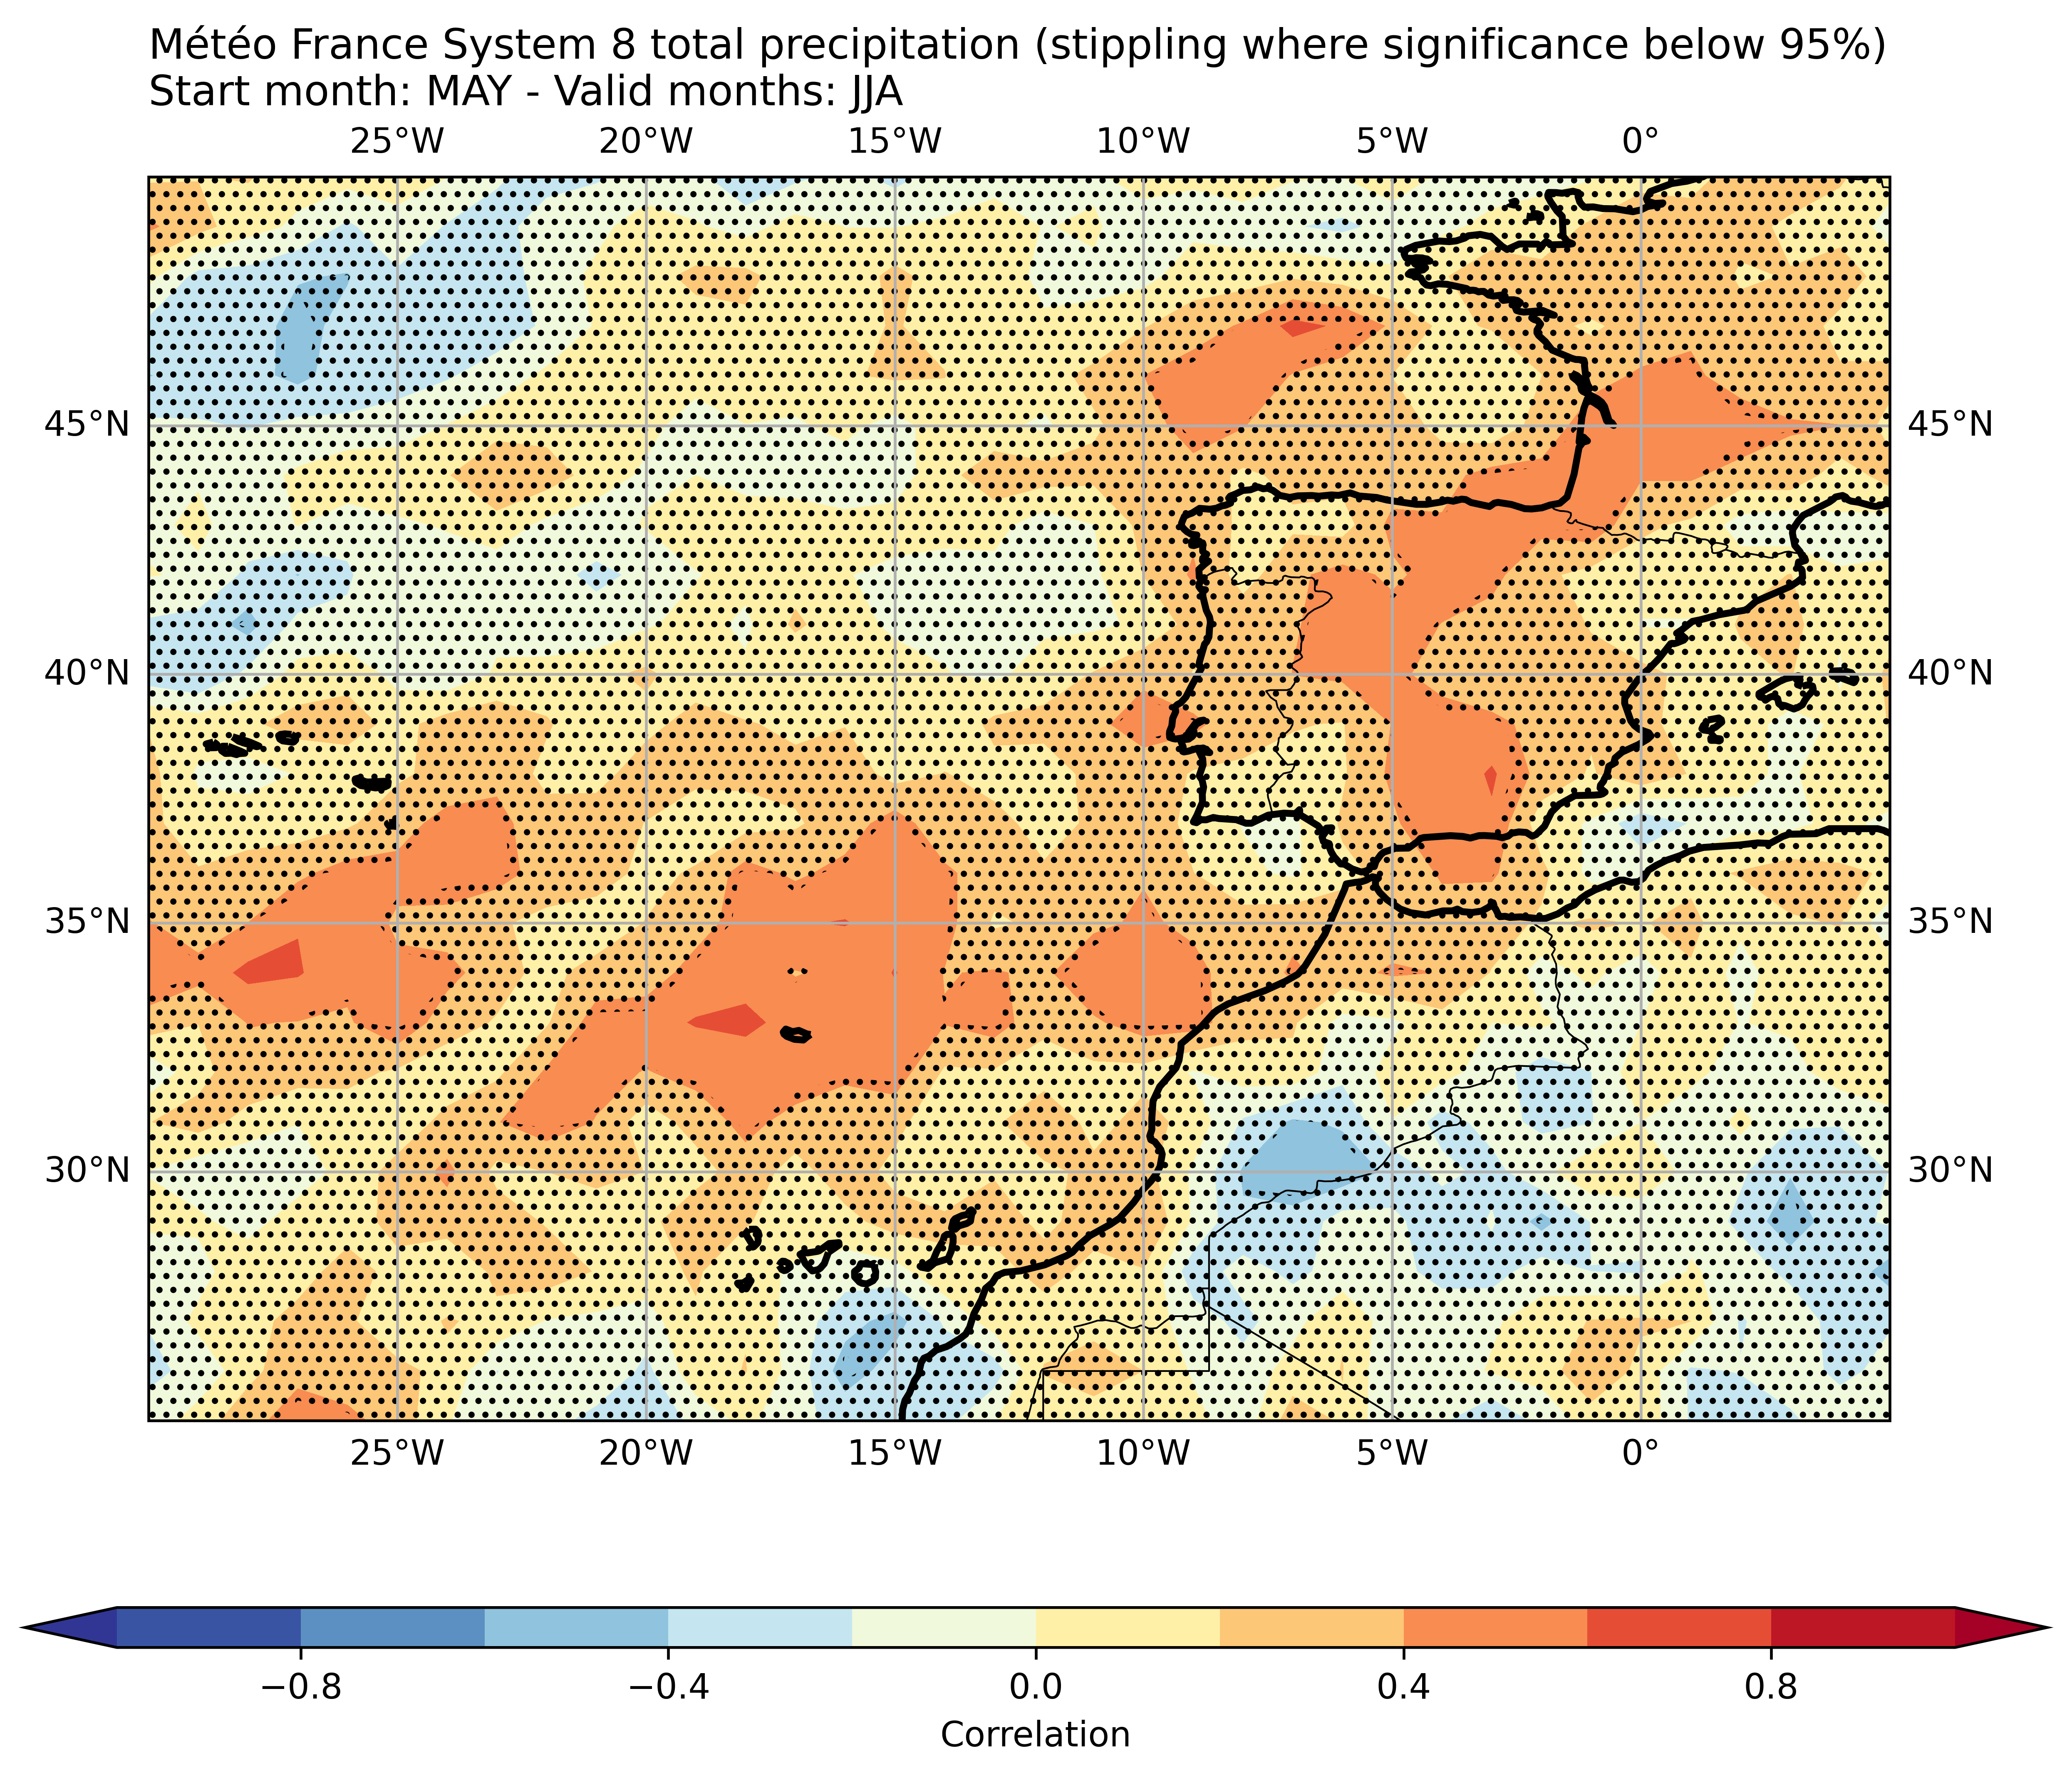 Météo France System 8 total precipitation (stippling where significance below 95%)
Start month: MAY - Valid months: JJA
25°W 20°W 15°W 10°W 5°W 0°
45°N 45°N
40°N 40°N
35°N 35°N
30°N 30°N
25°W 20°W 15°W 10°W 5°W 0°
−0.8 −0.4 0.0 0.4 0.8
Correlation